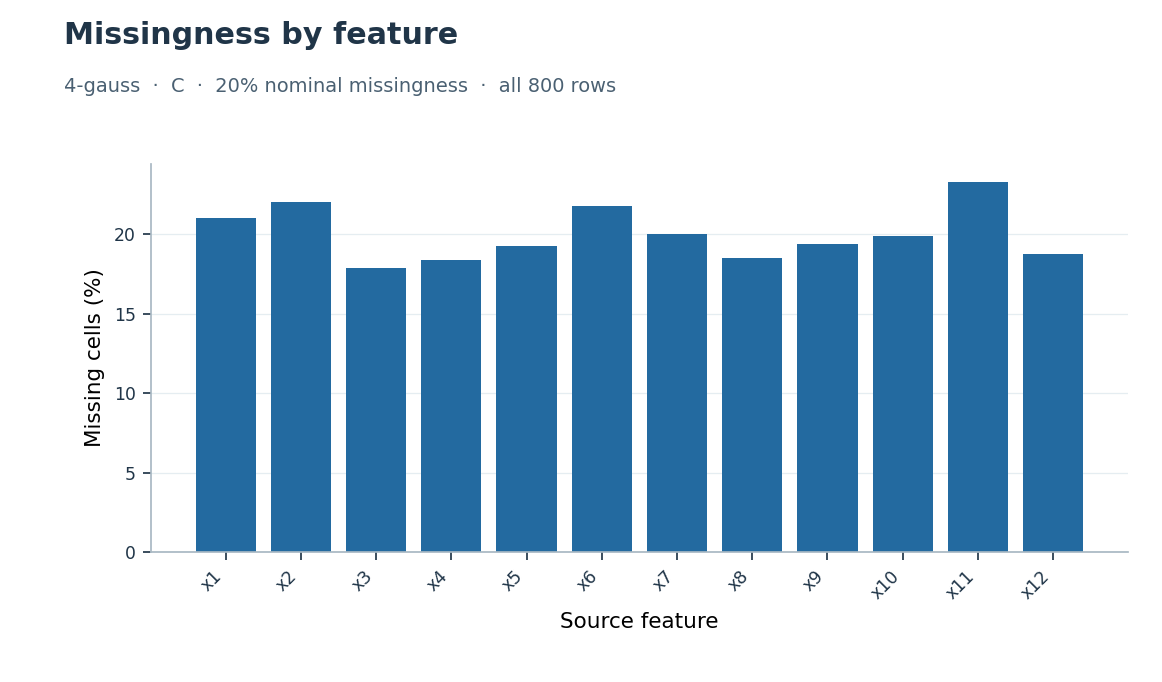 Missingness by feature
4-gauss · C · 20% nominal missingness · all 800 rows
20
15
10
5
0
Missing cells (%)
x1 x2 x3 x4 x5 x6 x7 x8 x9 x10 x11 x12
Source feature